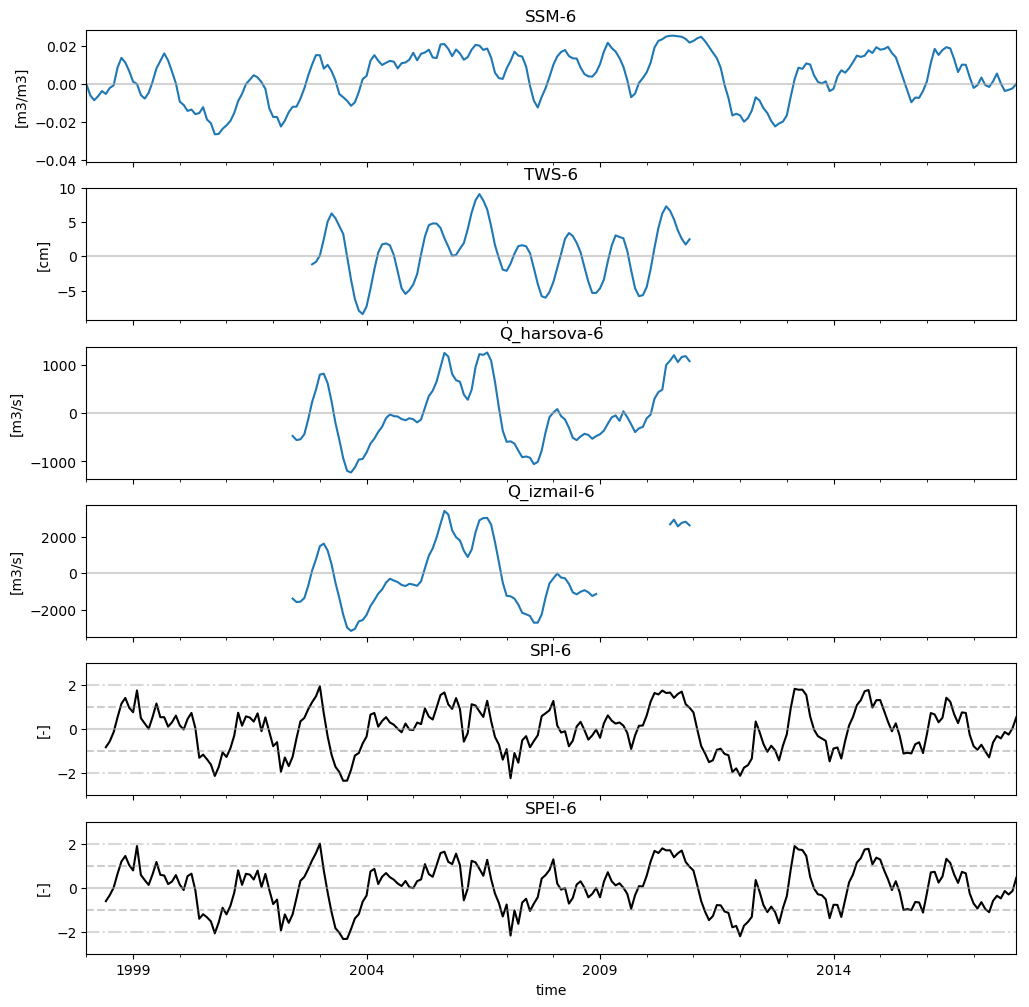 SSM-6
0.02
0.00
−0.02
−0.04
[m3/m3]
TWS-6
10
5
0
−5
[cm]
Q_harsova-6
1000
0
−1000
[m3/s]
Q_izmail-6
2000
0
−2000
[m3/s]
SPI-6
2
0
−2
[-]
SPEI-6
2
0
−2
[-]
1999 2004 2009 2014
time